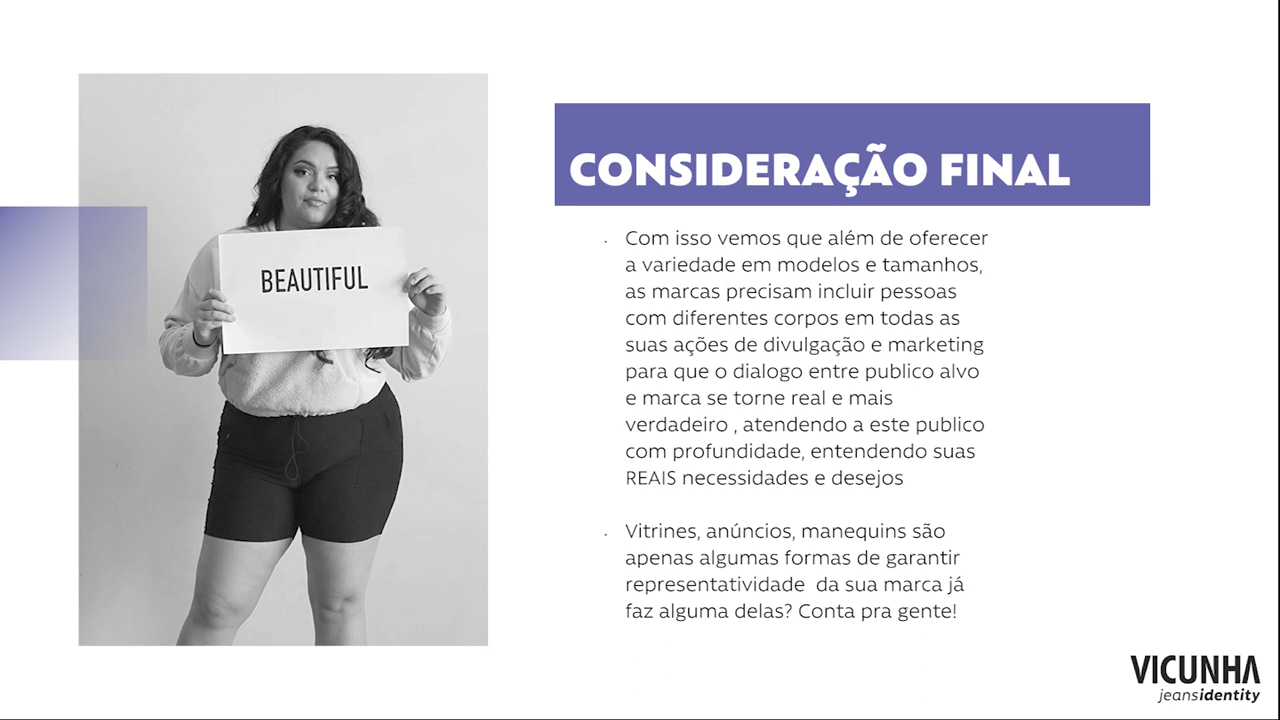 BEAUTIFUL
CONSIDERAÇÃO FINAL
· Com isso vemos que além de oferecer
a variedade em modelos e tamanhos,
as marcas precisam incluir pessoas
com diferentes corpos em todas as
suas ações de divulgação e marketing
para que o dialogo entre publico alvo
e marca se torne real e mais
verdadeiro , atendendo a este publico
com profundidade, entendendo suas
REAIS necessidades e desejos
· Vitrines, anúncios, manequins são
apenas algumas formas de garantir
representatividade  da sua marca já
faz alguma delas? Conta pra gente!
VICUNHA
jeansidentity